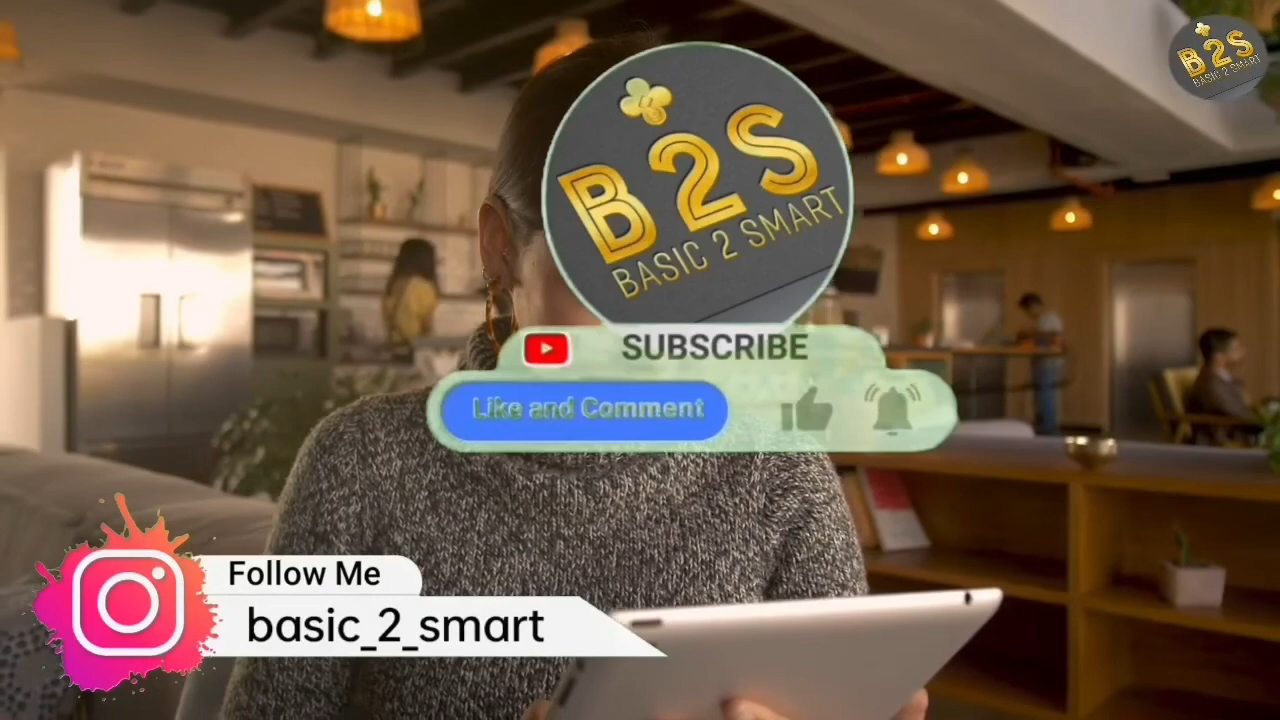 B2S
BASIC 2 SMART
B2S
BASIC 2 SMART
SUBSCRIBE
Like and Comment
Follow Me
basic_2_smart